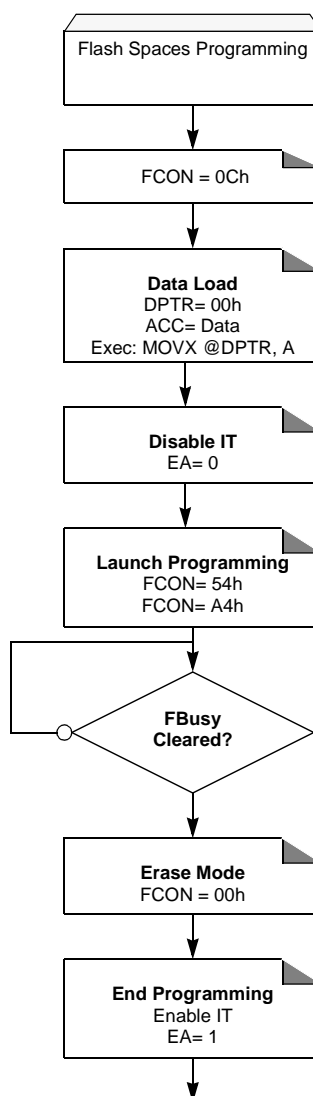 Flash Spaces Programming
FCON = 0Ch
Data Load
DPTR= 00h
ACC= Data
Exec: MOVX @DPTR, A
Disable IT
EA= 0
Launch Programming
FCON= 54h
FCON= A4h
FBusy
Cleared?
Erase Mode
FCON = 00h
End Programming
Enable IT
EA= 1